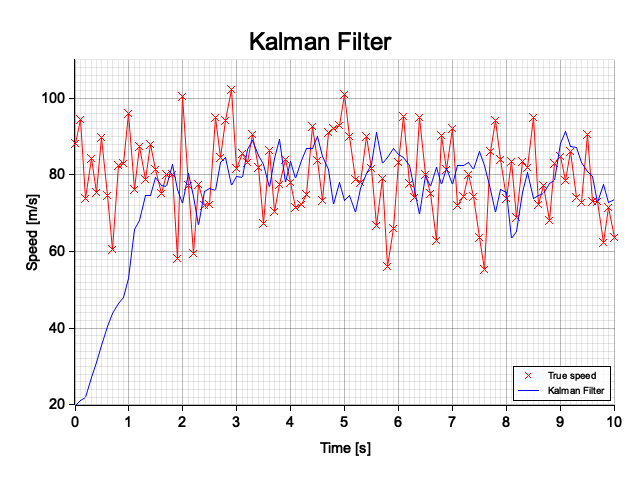 Kalman Filter
Speed [m/s]
100
80
60
40
20
0 1 2 3 4 5 6 7 8 9 10
Time [s]
True speed
Kalman Filter